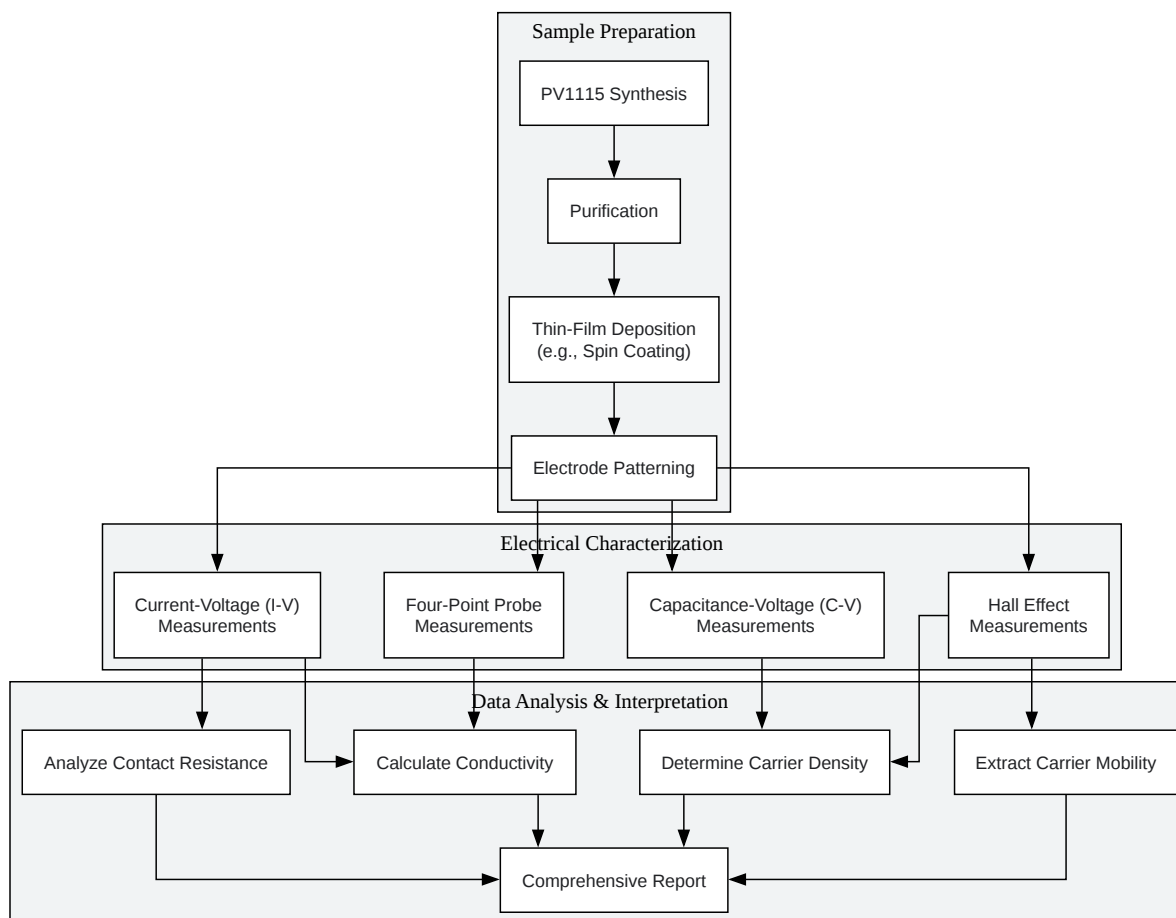 Sample Preparation
PV1115 Synthesis
Purification
Thin-Film Deposition
(e.g., Spin Coating)
Electrode Patterning
Electrical Characterization
Current-Voltage (I-V)
Measurements
Four-Point Probe
Measurements
Capacitance-Voltage (C-V)
Measurements
Hall Effect
Measurements
Data Analysis & Interpretation
Analyze Contact Resistance
Calculate Conductivity
Determine Carrier Density
Extract Carrier Mobility
Comprehensive Report